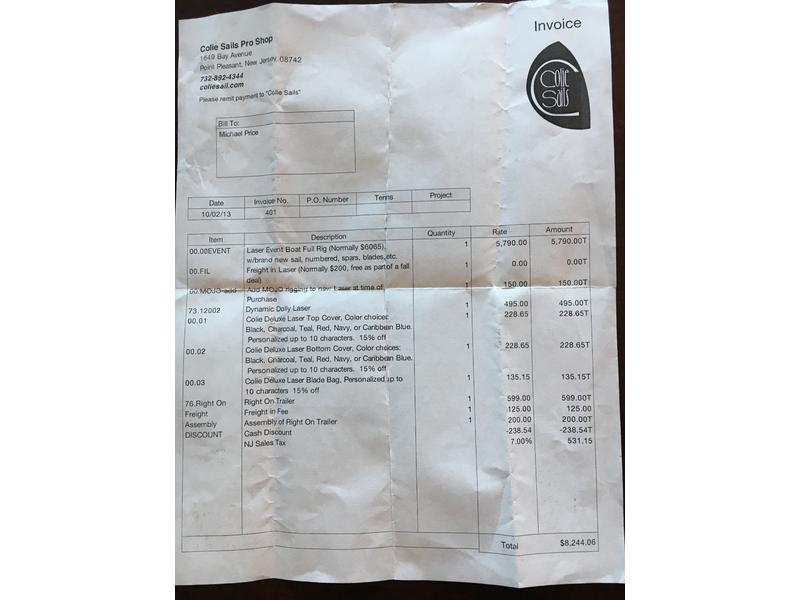 Invoice
Colie Sails Pro Shop
1649 Bay Avenue
Point Pleasant, New Jersey, 08742
732-892-4344
coliesail.com
Please remit payment to "Colie Sails"
Colie
Sails
Bill To:
Michael Price
Date Invoice No. P.O. Number Terms Project
10/02/13 401
Item Description Quantity Rate Amount
00.00EVENT Laser Event Boat Full Rig (Normally $6065), 1 5,790.00 5,790.00T
w/brand new sail, numbered, spars, blades,etc.
00.FIL Freight in Laser (Normally $200, free as part of a fall 1 0.00 0.00T
deal)
00.MOJO-add Add MOJO rigging to new Laser at time of 1 150.00 150.00T
Purchase
73.12002 Dynamic Dolly Laser 1 495.00 495.00T
00.01 Colie Deluxe Laser Top Cover, Color choices: 1 228.65 228.65T
Black, Charcoal, Teal, Red, Navy, or Caribbean Blue.
Personalized up to 10 characters. 15% off
00.02 Colie Deluxe Laser Bottom Cover, Color choices: 1 228.65 228.65T
Black, Charcoal, Teal, Red, Navy, or Caribbean Blue.
Personalized up to 10 characters. 15% off
00.03 Colie Deluxe Laser Blade Bag, Personalized up to 1 135.15 135.15T
10 characters 15% off
76.Right On Right On Trailer 1 599.00 599.00T
Freight Freight in Fee 1 125.00 125.00
Assembly Assembly of Right On Trailer 1 200.00 200.00T
DISCOUNT Cash Discount -238.54 -238.54T
NJ Sales Tax 7.00% 531.15
Total $8,244.06